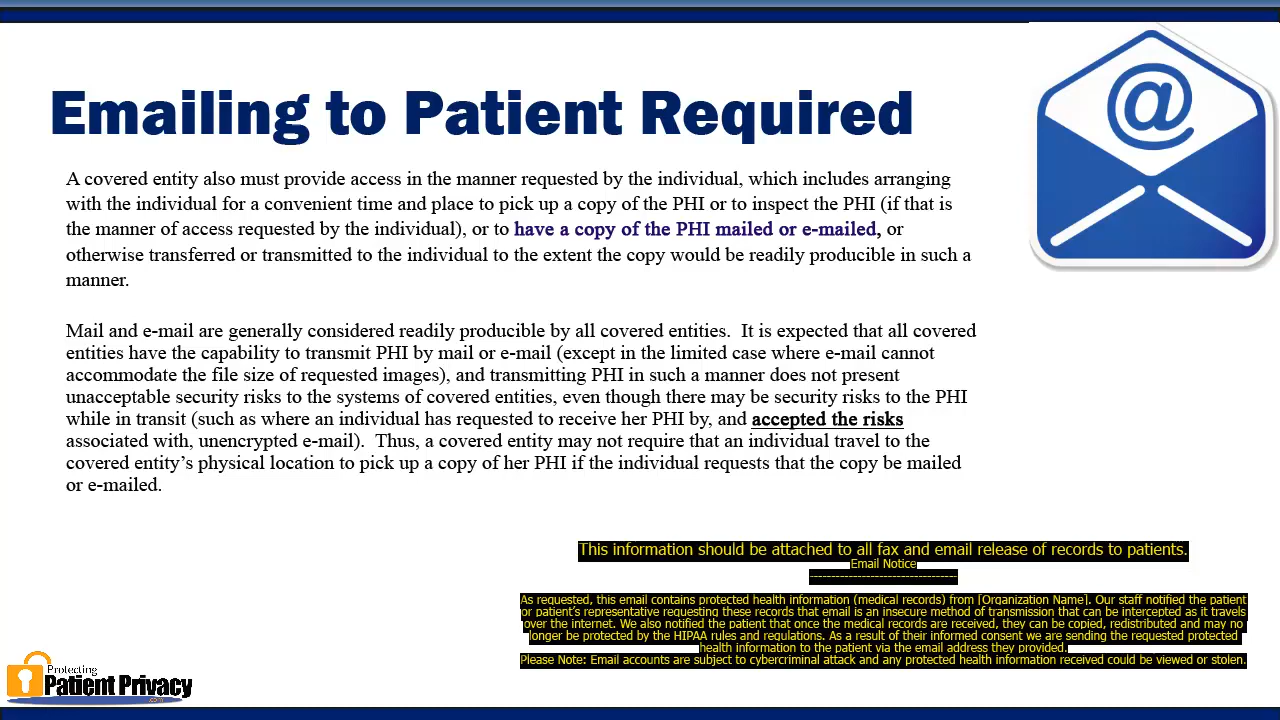 @
Emailing to Patient Required
A covered entity also must provide access in the manner requested by the individual, which includes arranging
with the individual for a convenient time and place to pick up a copy of the PHI or to inspect the PHI (if that is
the manner of access requested by the individual), or to have a copy of the PHI mailed or e-mailed, or
otherwise transferred or transmitted to the individual to the extent the copy would be readily producible in such a
manner.
Mail and e-mail are generally considered readily producible by all covered entities.  It is expected that all covered
entities have the capability to transmit PHI by mail or e-mail (except in the limited case where e-mail cannot
accommodate the file size of requested images), and transmitting PHI in such a manner does not present
unacceptable security risks to the systems of covered entities, even though there may be security risks to the PHI
while in transit (such as where an individual has requested to receive her PHI by, and accepted the risks
associated with, unencrypted e-mail).  Thus, a covered entity may not require that an individual travel to the
covered entity's physical location to pick up a copy of her PHI if the individual requests that the copy be mailed
or e-mailed.
This information should be attached to all fax and email release of records to patients.
Email Notice
----------------------------------
As requested, this email contains protected health information (medical records) from [Organization Name]. Our staff notified the patient
or patient's representative requesting these records that email is an insecure method of transmission that can be intercepted as it travels
over the internet. We also notified the patient that once the medical records are received, they can be copied, redistributed and may no
longer be protected by the HIPAA rules and regulations. As a result of their informed consent we are sending the requested protected
health information to the patient via the email address they provided.
Please Note: Email accounts are subject to cybercriminal attack and any protected health information received could be viewed or stolen.
Protecting
Patient Privacy
.com